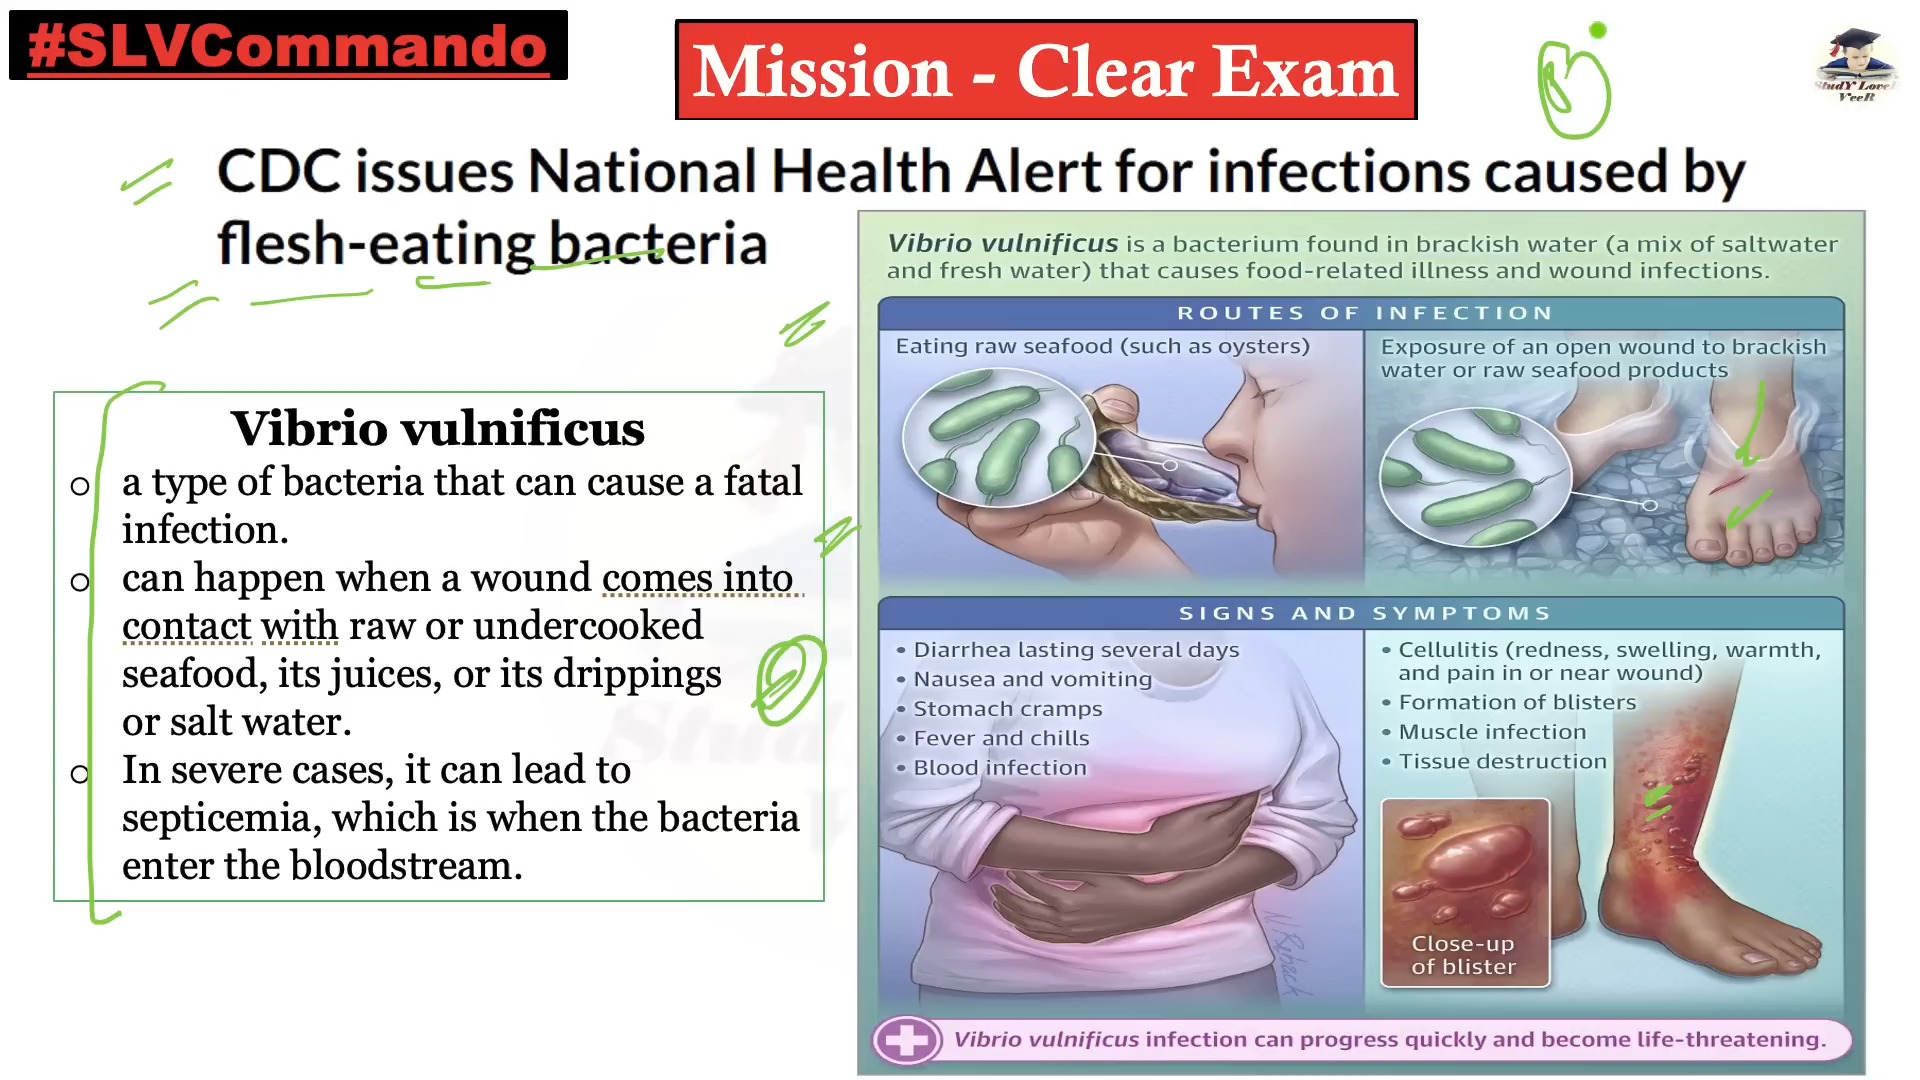 #SLVCommando
Mission - Clear Exam
StudY LoveR
VeeR
CDC issues National Health Alert for infections caused by
flesh-eating bacteria
Vibrio vulnificus
a type of bacteria that can cause a fatal
infection.
can happen when a wound comes into
contact with raw or undercooked
seafood, its juices, or its drippings
or salt water.
In severe cases, it can lead to
septicemia, which is when the bacteria
enter the bloodstream.
Vibrio vulnificus is a bacterium found in brackish water (a mix of saltwater
and fresh water) that causes food-related illness and wound infections.
ROUTES OF INFECTION
Eating raw seafood (such as oysters)
Exposure of an open wound to brackish
water or raw seafood products
SIGNS AND SYMPTOMS
• Diarrhea lasting several days
• Nausea and vomiting
• Stomach cramps
• Fever and chills
• Blood infection
• Cellulitis (redness, swelling, warmth,
and pain in or near wound)
• Formation of blisters
• Muscle infection
• Tissue destruction
Close-up
of blister
Vibrio vulnificus infection can progress quickly and become life-threatening.